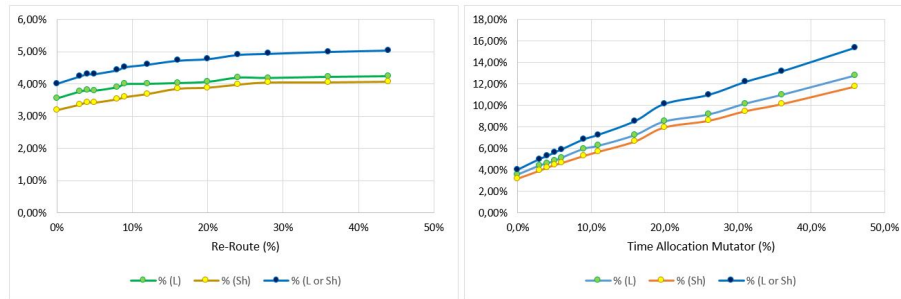 6,00%
5,00%
4,00%
3,00%
2,00%
1,00%
0,00%
0% 10% 20% 30% 40% 50%
Re-Route (%)
% (L) % (Sh) % (L or Sh)
18,00%
16,00%
14,00%
12,00%
10,00%
8,00%
6,00%
4,00%
2,00%
0,00%
0,0% 10,0% 20,0% 30,0% 40,0% 50,0%
Time Allocation Mutator (%)
% (L) % (Sh) % (L or Sh)